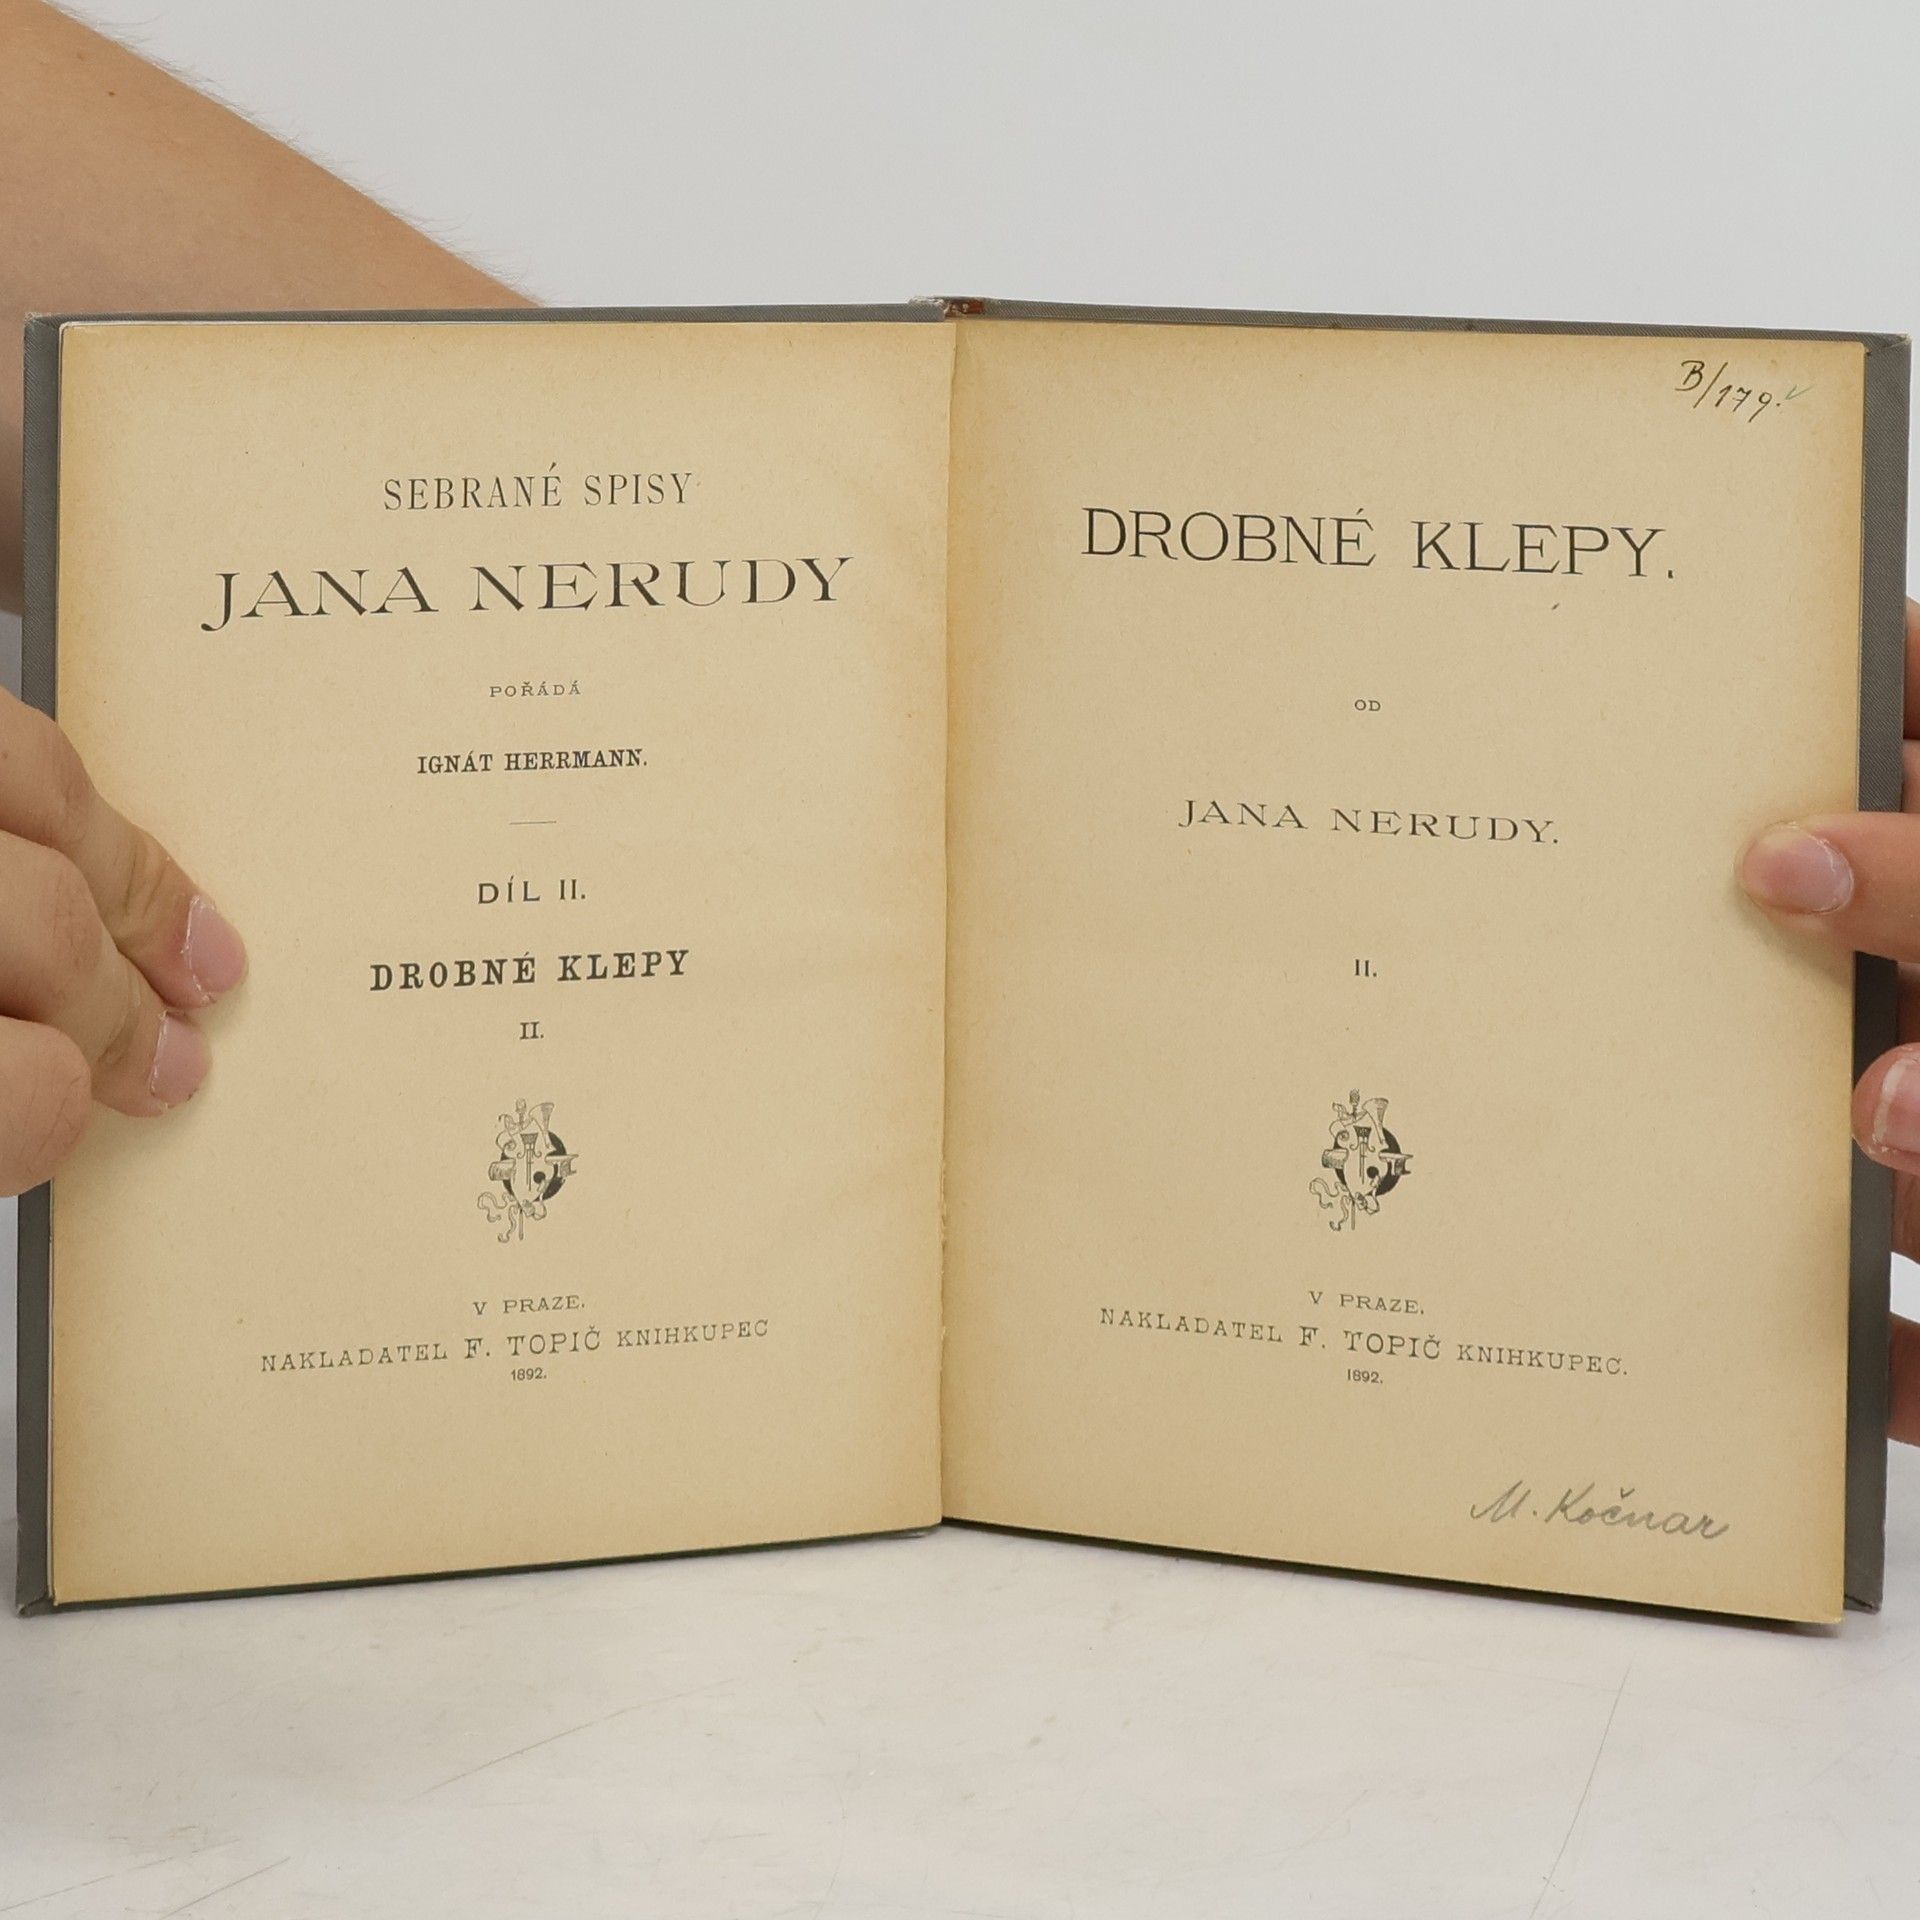 SEBRANÉ SPISY
JANA NERUDY
POŘÁDÁ
IGNÁT HERRMANN.
DÍL II.
DROBNÉ KLEPY
II.
V PRAZE.
NAKLADATEL F. TOPIČ KNIHKUPEC
1892.
B/179.
DROBNÉ KLEPY.
OD
JANA NERUDY.
II.
V PRAZE.
NAKLADATEL F. TOPIČ KNIHKUPEC.
1892.
M. Kočnar